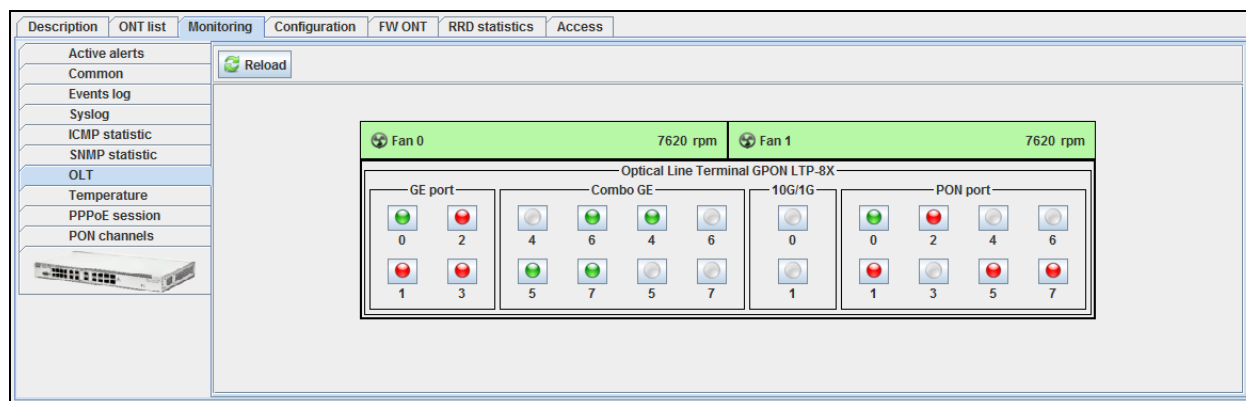 Description ONT list Monitoring Configuration FW ONT RRD statistics Access
Active alerts
Common
Events log
Syslog
ICMP statistic
SNMP statistic
OLT
Temperature
PPPoE session
PON channels
Reload
Fan 0 7620 rpm Fan 1 7620 rpm
Optical Line Terminal GPON LTP-8X
GE port Combo GE 10G/1G PON port
0 2 4 6 4 6 0 0 2 4 6
1 3 5 7 5 7 1 1 3 5 7